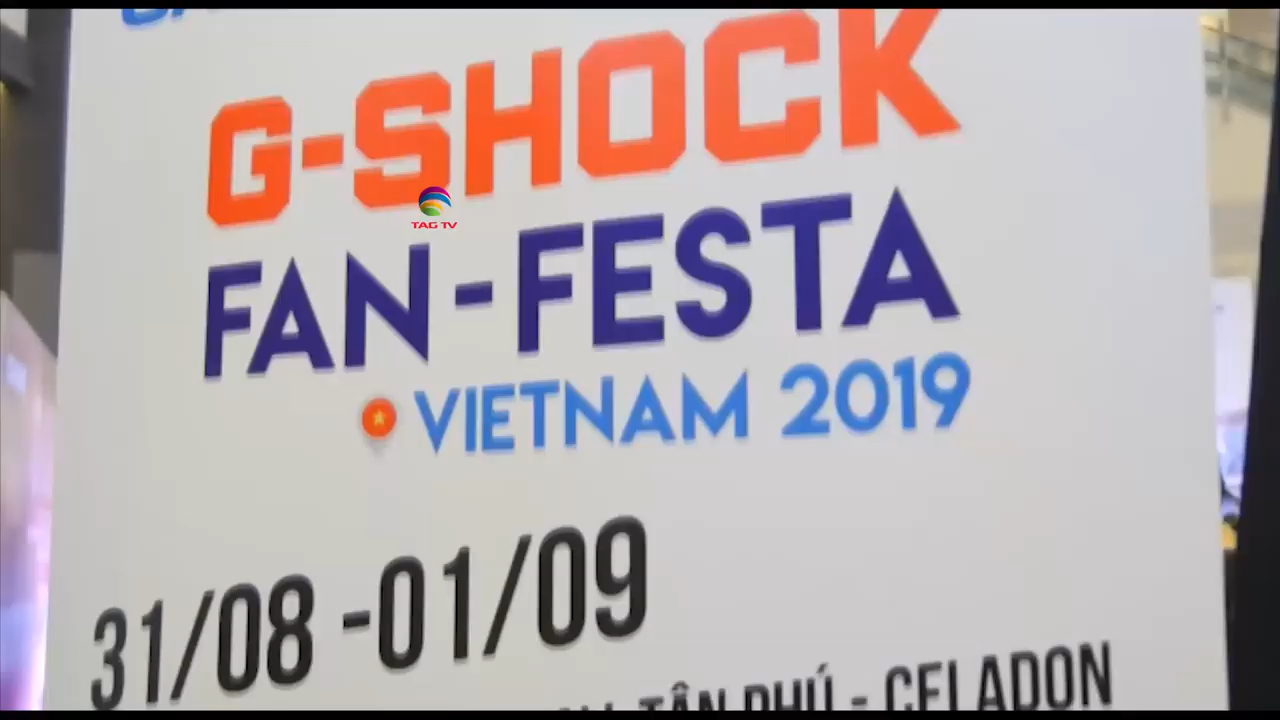 G-SHOCK
TAG TV
FAN-FESTA
VIETNAM 2019
31/08 -01/09
TÂN PHÚ - CELADON